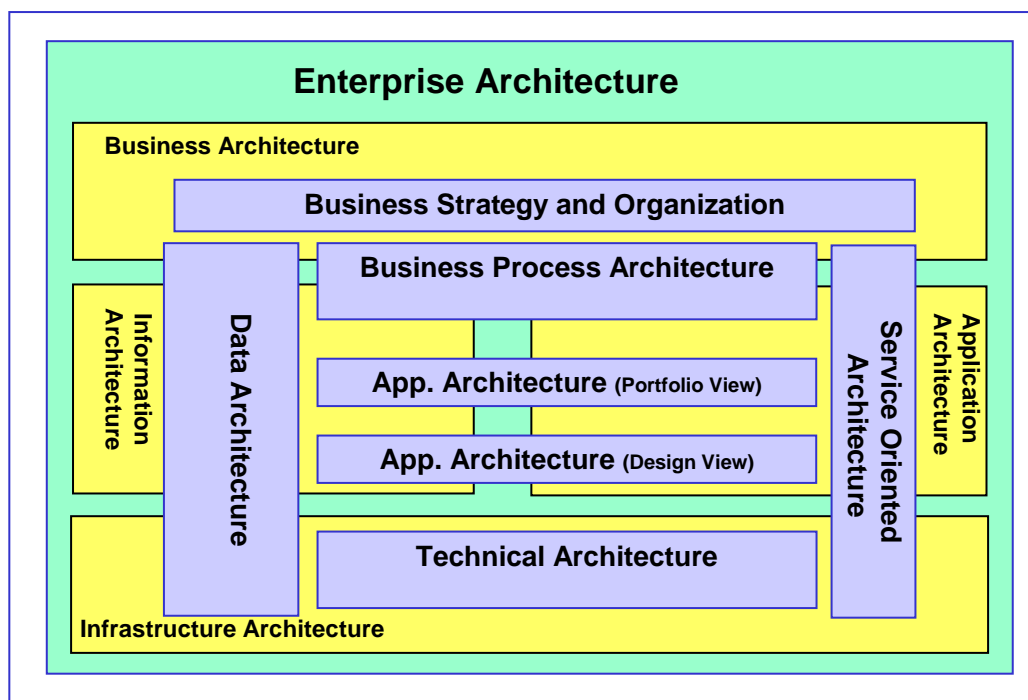 Enterprise Architecture
Business Architecture
Business Strategy and Organization
Business Process Architecture
Information
Architecture
Data Architecture
App. Architecture (Portfolio View)
App. Architecture (Design View)
Service Oriented
Architecture
Application
Architecture
Technical Architecture
Infrastructure Architecture